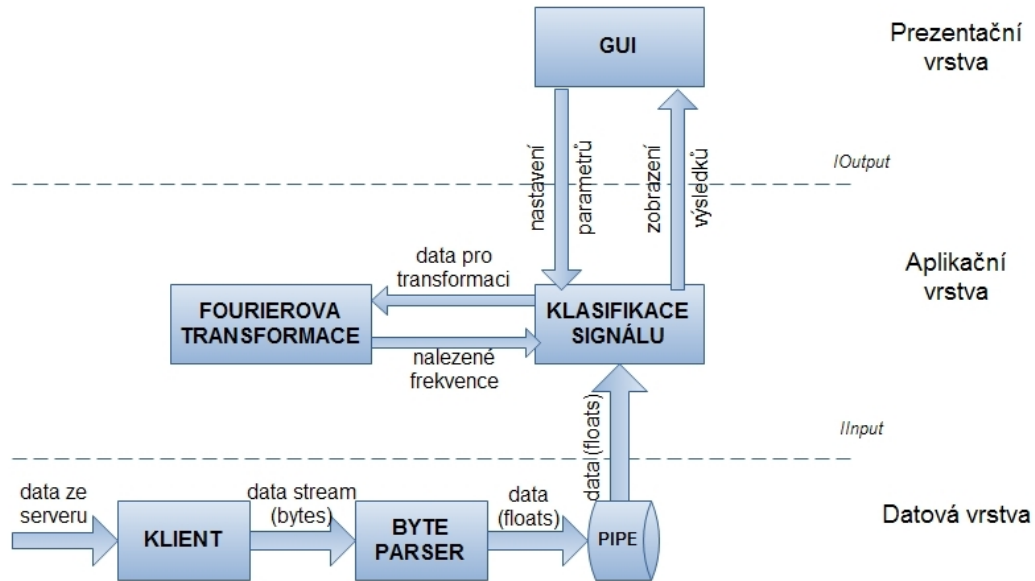 GUI
Prezentační
vrstva
nastavení
parametrů
zobrazení
výsledků
IOutput
data pro
transformaci
Aplikační
vrstva
FOURIEROVA
TRANSFORMACE
KLASIFIKACE
SIGNÁLU
nalezené
frekvence
data (floats)
IInput
data ze
serveru
KLIENT
data stream
(bytes)
BYTE
PARSER
data
(floats)
PIPE
Datová vrstva